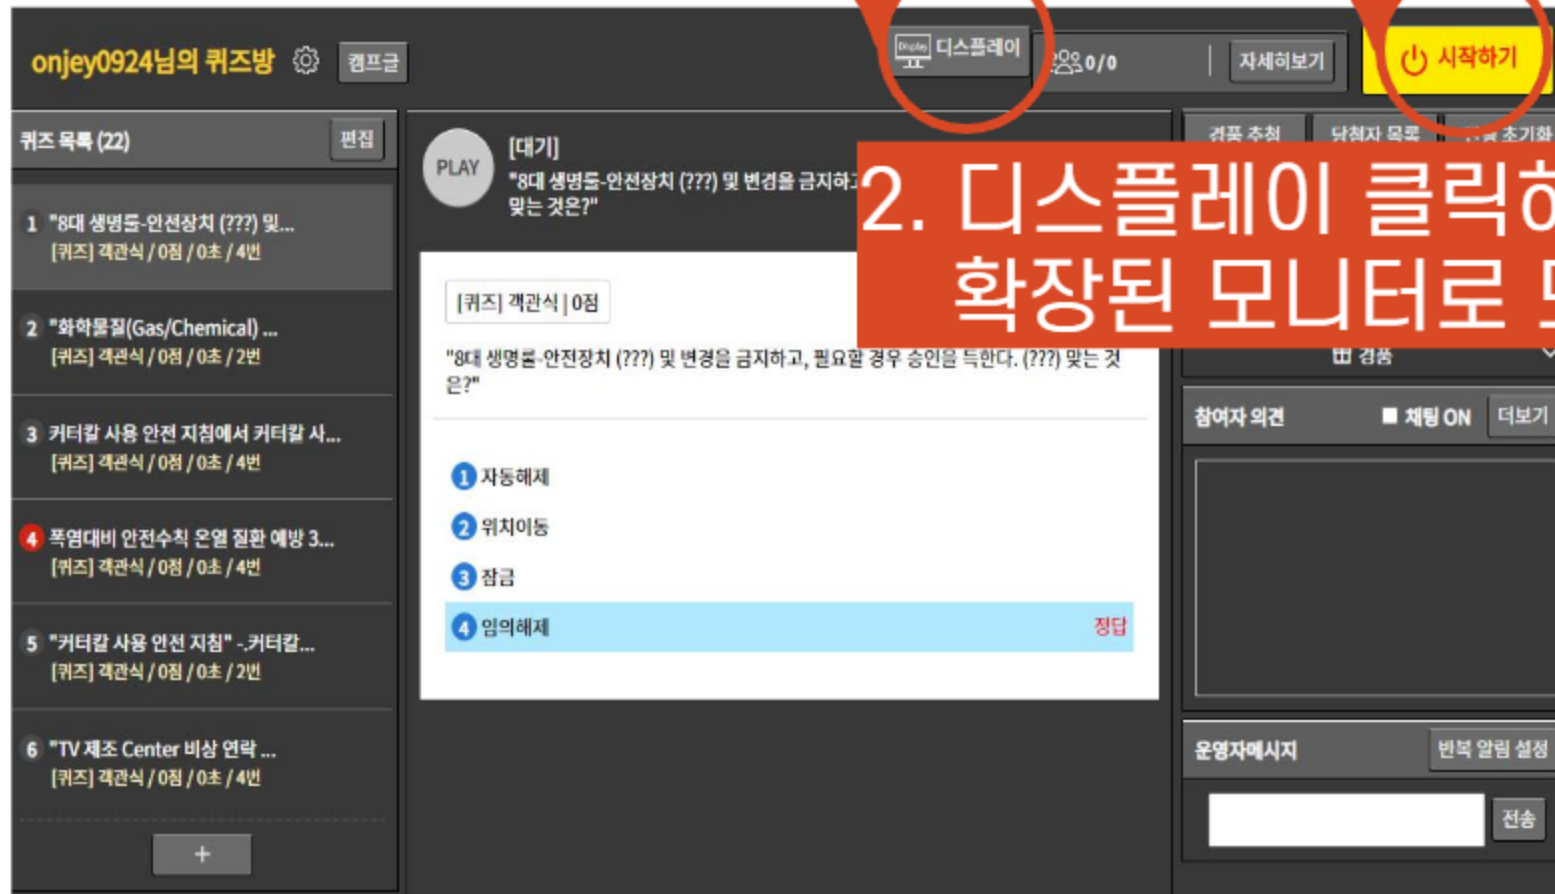 onjey0924님의 퀴즈방 캠프글
Display 디스플레이
0/0
자세히보기
시작하기
퀴즈 목록 (22) 편집
1 "8대 생명룰-안전장치 (???) 및...
[퀴즈] 객관식 / 0점 / 0초 / 4번
2 "화학물질(Gas/Chemical) ...
[퀴즈] 객관식 / 0점 / 0초 / 2번
3 커터칼 사용 안전 지침에서 커터칼 사...
[퀴즈] 객관식 / 0점 / 0초 / 4번
4 폭염대비 안전수칙 온열 질환 예방 3...
[퀴즈] 객관식 / 0점 / 0초 / 4번
5 "커터칼 사용 안전 지침" -.커터칼...
[퀴즈] 객관식 / 0점 / 0초 / 2번
6 "TV 제조 Center 비상 연락 ...
[퀴즈] 객관식 / 0점 / 0초 / 4번
+
PLAY
[대기]
"8대 생명룰-안전장치 (???) 및 변경을 금지하고
맞는 것은?"
[퀴즈] 객관식 | 0점
"8대 생명룰-안전장치 (???) 및 변경을 금지하고, 필요할 경우 승인을 득한다. (???) 맞는 것
은?"
1 자동해제
2 위치이동
3 잠금
4 임의해제 정답
경품 추첨 당첨자 목록 초기화
2. 디스플레이 클릭하
확장된 모니터로
경품
참여자 의견 채팅 ON 더보기
운영자메시지 반복 알림 설정
전송